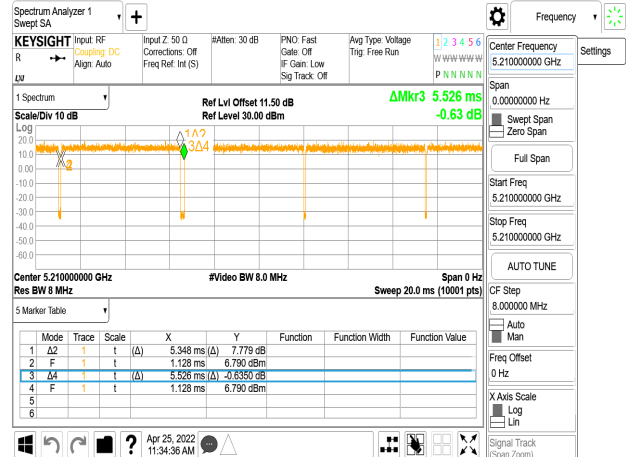 Spectrum Analyzer 1
Swept SA
Frequency
KEYSIGHT
R
Input: RF
Coupling: DC
Align: Auto
Input Z: 50 Ω
Corrections: Off
Freq Ref: Int (S)
#Atten: 30 dB
PNO: Fast
Gate: Off
IF Gain: Low
Sig Track: Off
Avg Type: Voltage
Trig: Free Run
1 2 3 4 5 6
W W W W W W
P N N N N N
1 Spectrum
Scale/Div 10 dB
Ref Lvl Offset 11.50 dB
Ref Level 30.00 dBm
ΔMkr3 5.526 ms
-0.63 dB
Log
20.0
10.0
0.00
-10.0
-20.0
-30.0
-40.0
-50.0
-60.0
1Δ2
3Δ4
2
Center 5.210000000 GHz
#Video BW 8.0 MHz
Span 0 Hz
Res BW 8 MHz
Sweep 20.0 ms (10001 pts)
5 Marker Table
Mode Trace Scale X Y Function Function Width Function Value
1 Δ2 1 t (Δ) 5.348 ms (Δ) 7.779 dB
2 F 1 t 1.128 ms 6.790 dBm
3 Δ4 1 t (Δ) 5.526 ms (Δ) -0.6350 dB
4 F 1 t 1.128 ms 6.790 dBm
5
6
?
Apr 25, 2022
11:34:36 AM
Center Frequency
5.210000000 GHz
Settings
Span
0.00000000 Hz
Swept Span
Zero Span
Full Span
Start Freq
5.210000000 GHz
Stop Freq
5.210000000 GHz
AUTO TUNE
CF Step
8.000000 MHz
Auto
Man
Freq Offset
0 Hz
X Axis Scale
Log
Lin
Signal Track
(Span Zoom)